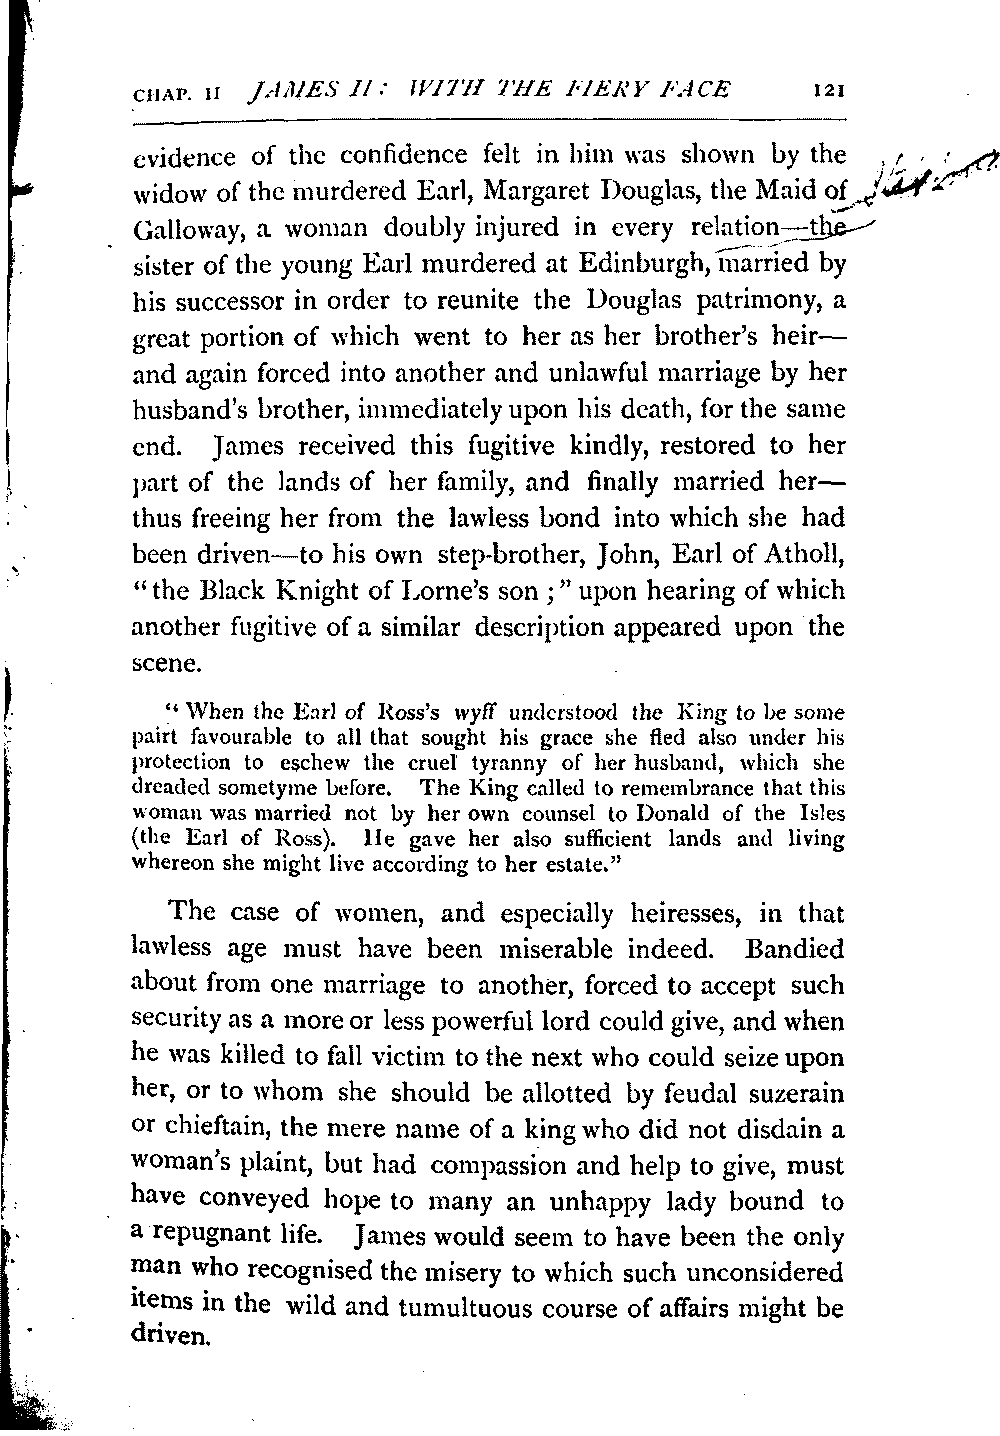 CHAP. II JAMES II: WITH THE FIERY FACE 121
evidence of the confidence felt in him was shown by the
widow of the murdered Earl, Margaret Douglas, the Maid of
Galloway, a woman doubly injured in every relation—the
sister of the young Earl murdered at Edinburgh, married by
his successor in order to reunite the Douglas patrimony, a
great portion of which went to her as her brother's heir—
and again forced into another and unlawful marriage by her
husband's brother, immediately upon his death, for the same
end. James received this fugitive kindly, restored to her
part of the lands of her family, and finally married her—
thus freeing her from the lawless bond into which she had
been driven—to his own step-brother, John, Earl of Atholl,
"the Black Knight of Lorne's son;" upon hearing of which
another fugitive of a similar description appeared upon the
scene.
"When the Earl of Ross's wyff understood the King to be some
pairt favourable to all that sought his grace she fled also under his
protection to eschew the cruel tyranny of her husband, which she
dreaded sometyme before. The King called to remembrance that this
woman was married not by her own counsel to Donald of the Isles
(the Earl of Ross). He gave her also sufficient lands and living
whereon she might live according to her estate."
The case of women, and especially heiresses, in that
lawless age must have been miserable indeed. Bandied
about from one marriage to another, forced to accept such
security as a more or less powerful lord could give, and when
he was killed to fall victim to the next who could seize upon
her, or to whom she should be allotted by feudal suzerain
or chieftain, the mere name of a king who did not disdain a
woman's plaint, but had compassion and help to give, must
have conveyed hope to many an unhappy lady bound to
a repugnant life. James would seem to have been the only
man who recognised the misery to which such unconsidered
items in the wild and tumultuous course of affairs might be
driven.